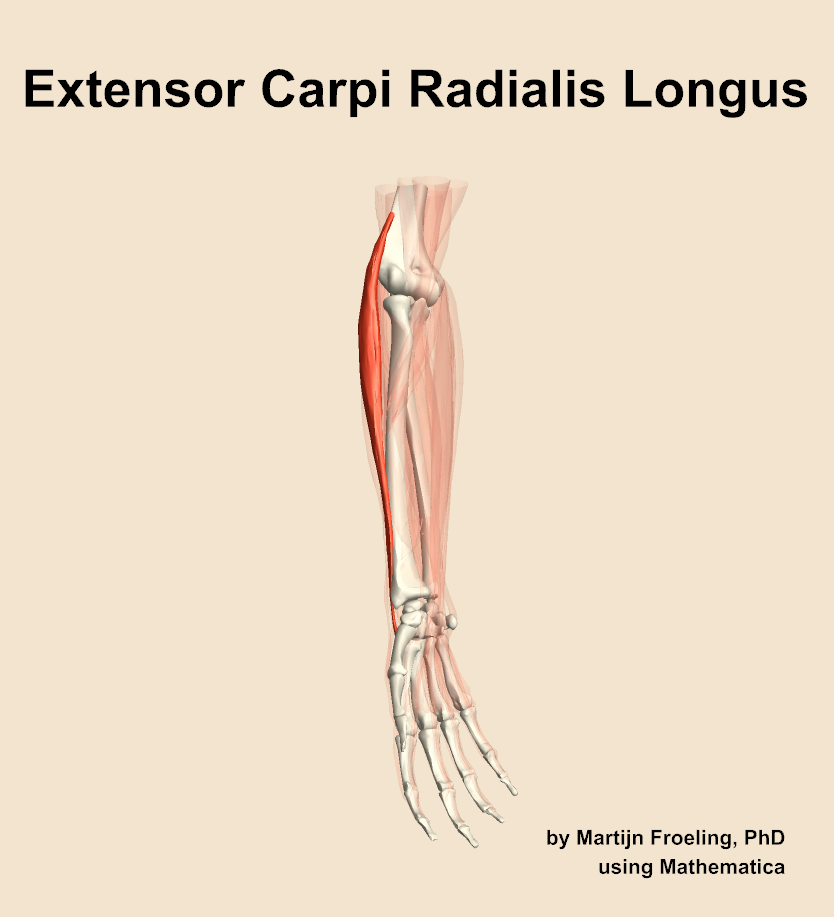 Extensor Carpi Radialis Longus
by Martijn Froeling, PhD
using Mathematica